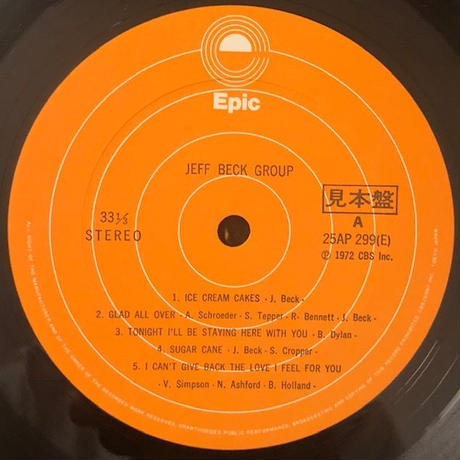 Epic
JEFF BECK GROUP
33⅓
STEREO
見本盤
A
25AP 299(E)
Ⓟ 1972 CBS Inc.
1. ICE CREAM CAKES - J. Beck -
2. GLAD ALL OVER - A. Schroeder - S. Tepper - R. Bennett - J. Beck -
3. TONIGHT I'LL BE STAYING HERE WITH YOU - B. Dylan -
4. SUGAR CANE - J. Beck - S. Cropper -
5. I CAN'T GIVE BACK THE LOVE I FEEL FOR YOU
- V. Simpson - N. Ashford - B. Holland -